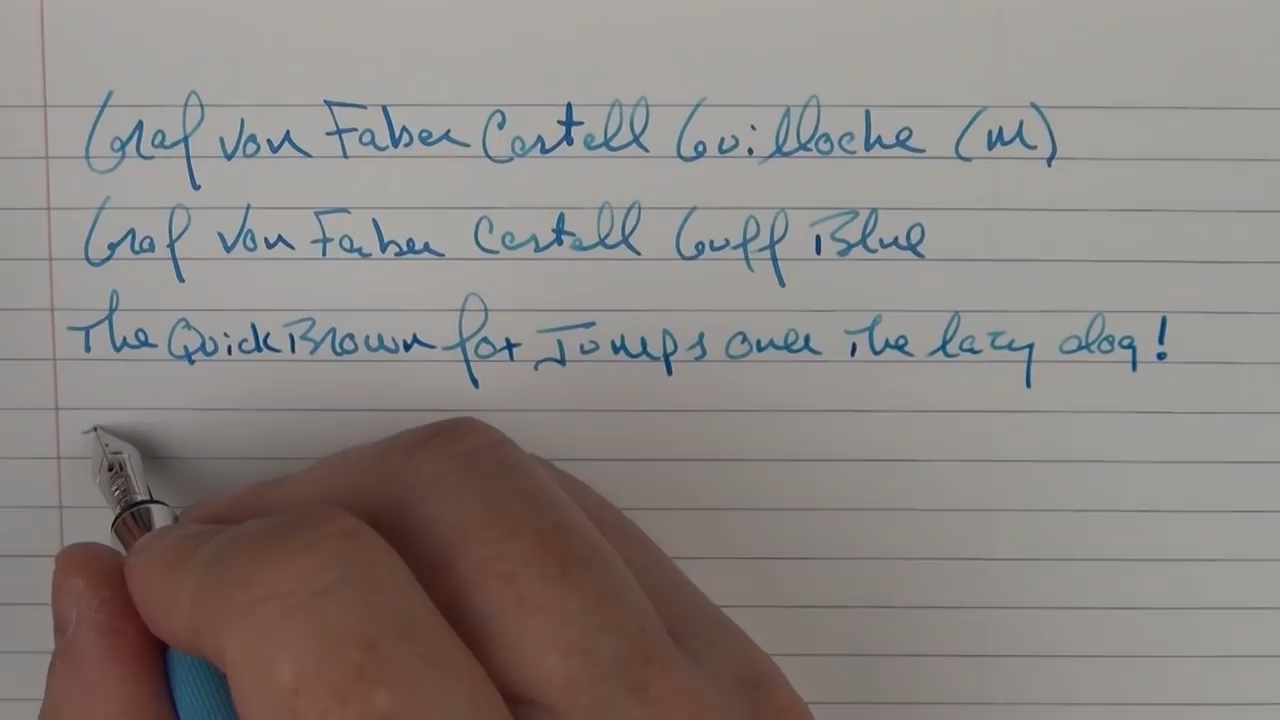 Graf von Faber Castell Guilloche (M)
Graf Von Faber Castell Gulf Blue
The Quick Brown fox Jumps over The lazy dog!